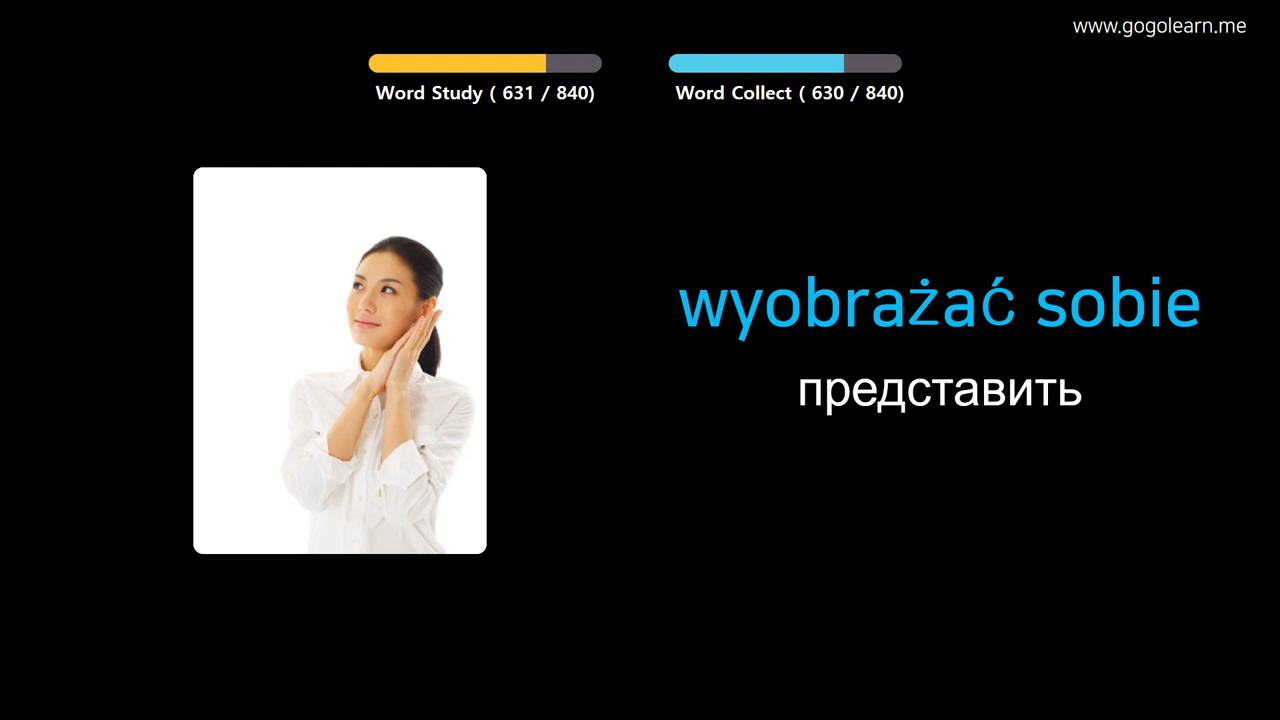 www.gogolearn.me
Word Study ( 631 / 840)
Word Collect ( 630 / 840)
wyobrażać sobie
представить